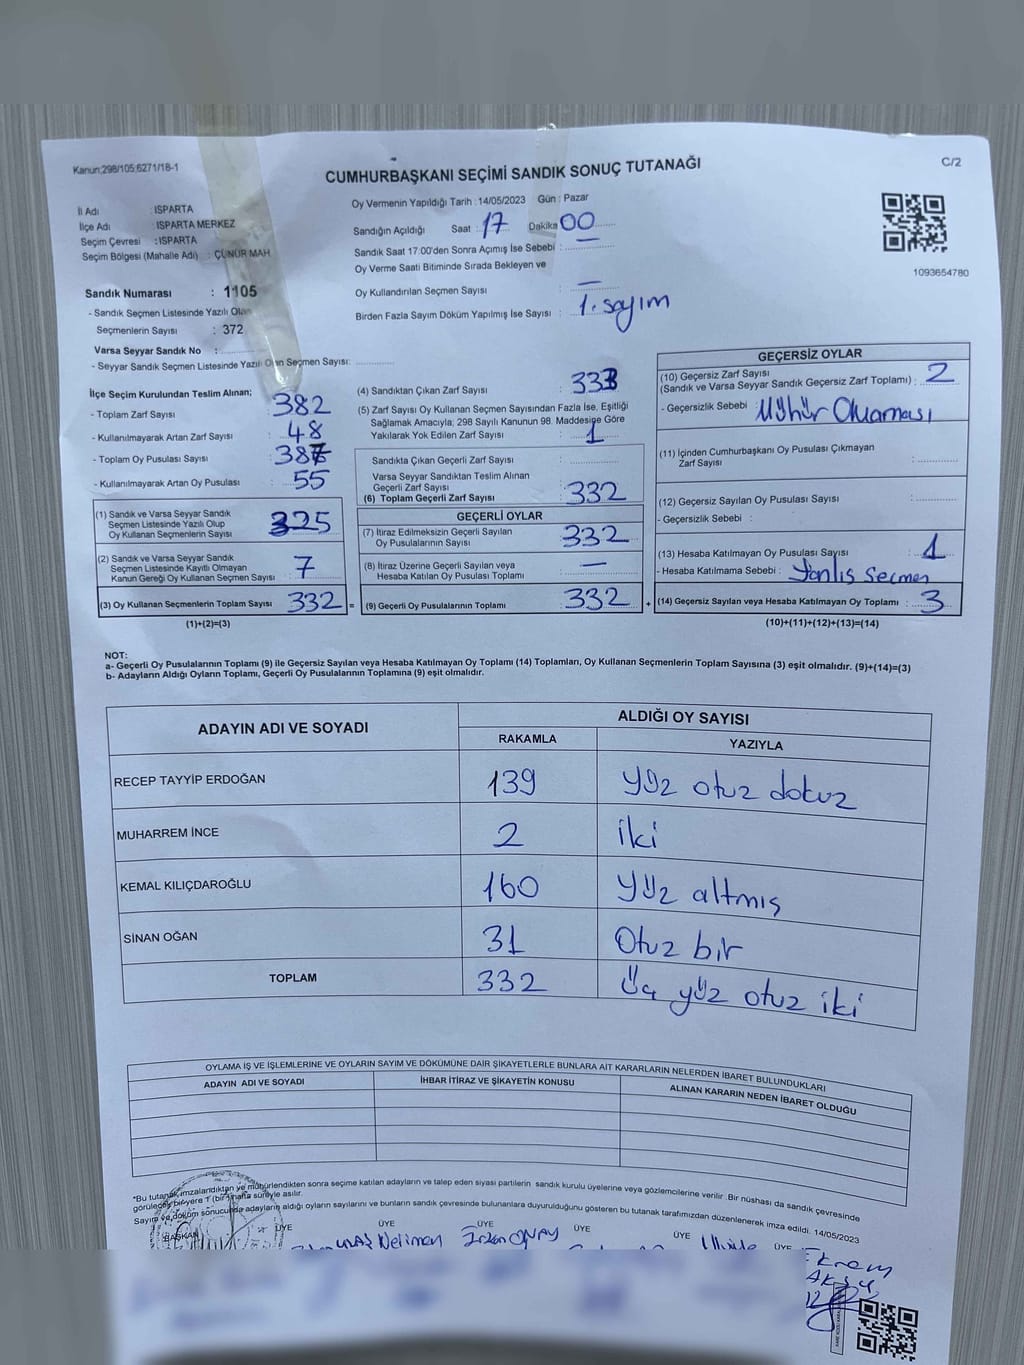 Kanun;298/105;6271/18-1
CUMHURBAŞKANI SEÇİMİ SANDIK SONUÇ TUTANAĞI
C/2
İl Adı : ISPARTA
İlçe Adı : ISPARTA MERKEZ
Seçim Çevresi : ISPARTA
Seçim Bölgesi (Mahalle Adı) : ÇÜNÜR MAH
Sandık Numarası : 1105
- Sandık Seçmen Listesinde Yazılı Olan
Seçmenlerin Sayısı : 372
Varsa Seyyar Sandık No :
- Seyyar Sandık Seçmen Listesinde Yazılı Olan Seçmen Sayısı:
Oy Vermenin Yapıldığı Tarih : 14/05/2023 Gün : Pazar
Sandığın Açıldığı Saat : 17 Dakika 00
Sandık Saat 17:00'den Sonra Açımış İse Sebebi : —
Oy Verme Saati Bitiminde Sırada Bekleyen ve
Oy Kullandırılan Seçmen Sayısı : —
Birden Fazla Sayım Döküm Yapılmış İse Sayısı : 1. sayım
1093654780
İlçe Seçim Kurulundan Teslim Alınan;
- Toplam Zarf Sayısı : 382
- Kullanılmayarak Artan Zarf Sayısı : 48
- Toplam Oy Pusulası Sayısı : 387
- Kullanılmayarak Artan Oy Pusulası : 55
(1) Sandık ve Varsa Seyyar Sandık
Seçmen Listesinde Yazılı Olup
Oy Kullanan Seçmenlerin Sayısı : 325
(2) Sandık ve Varsa Seyyar Sandık
Seçmen Listesinde Kayıtlı Olmayan
Kanun Gereği Oy Kullanan Seçmen Sayısı : 7
(3) Oy Kullanan Seçmenlerin Toplam Sayısı : 332 =
(1)+(2)=(3)
(4) Sandıktan Çıkan Zarf Sayısı : 333
(5) Zarf Sayısı Oy Kullanan Seçmen Sayısından Fazla İse, Eşitliği
Sağlamak Amacıyla; 298 Sayılı Kanunun 98. Maddesine Göre
Yakılarak Yok Edilen Zarf Sayısı : 1
Sandıkta Çıkan Geçerli Zarf Sayısı :
Varsa Seyyar Sandıktan Teslim Alınan
Geçerli Zarf Sayısı :
(6) Toplam Geçerli Zarf Sayısı : 332
GEÇERLİ OYLAR
(7) İtiraz Edilmeksizin Geçerli Sayılan
Oy Pusulalarının Sayısı : 332
(8) İtiraz Üzerine Geçerli Sayılan veya
Hesaba Katılan Oy Pusulası Toplamı : —
(9) Geçerli Oy Pusulalarının Toplamı : 332 +
GEÇERSİZ OYLAR
(10) Geçersiz Zarf Sayısı
(Sandık ve Varsa Seyyar Sandık Geçersiz Zarf Toplamı) : 2
- Geçersizlik Sebebi : Mühür Olmaması
(11) İçinden Cumhurbaşkanı Oy Pusulası Çıkmayan
Zarf Sayısı :
(12) Geçersiz Sayılan Oy Pusulası Sayısı :
- Geçersizlik Sebebi :
(13) Hesaba Katılmayan Oy Pusulası Sayısı : 1
- Hesaba Katılmama Sebebi : Yanlış Seçmen
(14) Geçersiz Sayılan veya Hesaba Katılmayan Oy Toplamı : 3
(10)+(11)+(12)+(13)=(14)
NOT:
a- Geçerli Oy Pusulalarının Toplamı (9) ile Geçersiz Sayılan veya Hesaba Katılmayan Oy Toplamı (14) Toplamları, Oy Kullanan Seçmenlerin Toplam Sayısına (3) eşit olmalıdır. (9)+(14)=(3)
b- Adayların Aldığı Oyların Toplamı, Geçerli Oy Pusulalarının Toplamına (9) eşit olmalıdır.
ADAYIN ADI VE SOYADI
ALDIĞI OY SAYISI
RAKAMLA YAZIYLA
RECEP TAYYİP ERDOĞAN 139 Yüz otuz dokuz
MUHARREM İNCE 2 iki
KEMAL KILIÇDAROĞLU 160 Yüz altmış
SİNAN OĞAN 31 Otuz bir
TOPLAM 332 Üç yüz otuz iki
OYLAMA İŞ VE İŞLEMLERİNE VE OYLARIN SAYIM VE DÖKÜMÜNE DAİR ŞİKAYETLERLE BUNLARA AİT KARARLARIN NELERDEN İBARET BULUNDUKLARI
ADAYIN ADI VE SOYADI İHBAR İTİRAZ VE ŞİKAYETİN KONUSU ALINAN KARARIN NEDEN İBARET OLDUĞU
*Bu tutanak imzalandıktan ve mühürlendikten sonra seçime katılan adayların ve talep eden siyasi partilerin sandık kurulu üyelerine veya gözlemcilerine verilir. Bir nüshası da sandık çevresinde
görülecek bir yere 1 (bir) hafta süreyle asılır.
Sayım ve döküm sonucunda adayların aldığı oyların sayılarını ve bunların sandık çevresinde bulunanlara duyurulduğunu gösteren bu tutanak tarafımızdan düzenlenerek imza edildi. 14/05/2023
BAŞKAN ÜYE ÜYE ÜYE ÜYE ÜYE ÜYE
Ekrem